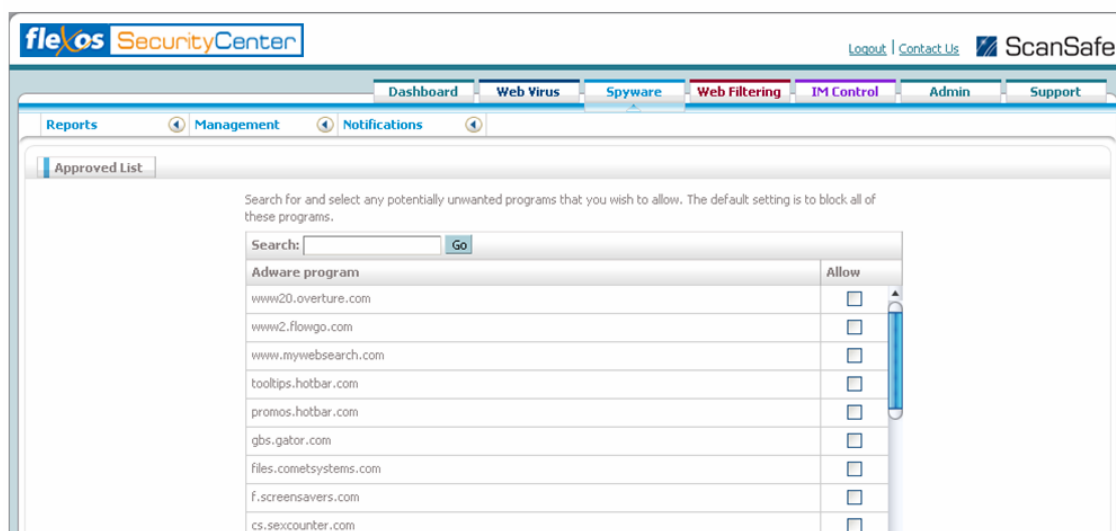 flexos SecurityCenter
Logout | Contact Us ScanSafe
Dashboard Web Virus Spyware Web Filtering IM Control Admin Support
Reports Management Notifications
Approved List
Search for and select any potentially unwanted programs that you wish to allow. The default setting is to block all of
these programs.
Search: Go
Adware program Allow
www20.overture.com
www2.flowgo.com
www.mywebsearch.com
tooltips.hotbar.com
promos.hotbar.com
gbs.gator.com
files.cometsystems.com
f.screensavers.com
cs.sexcounter.com